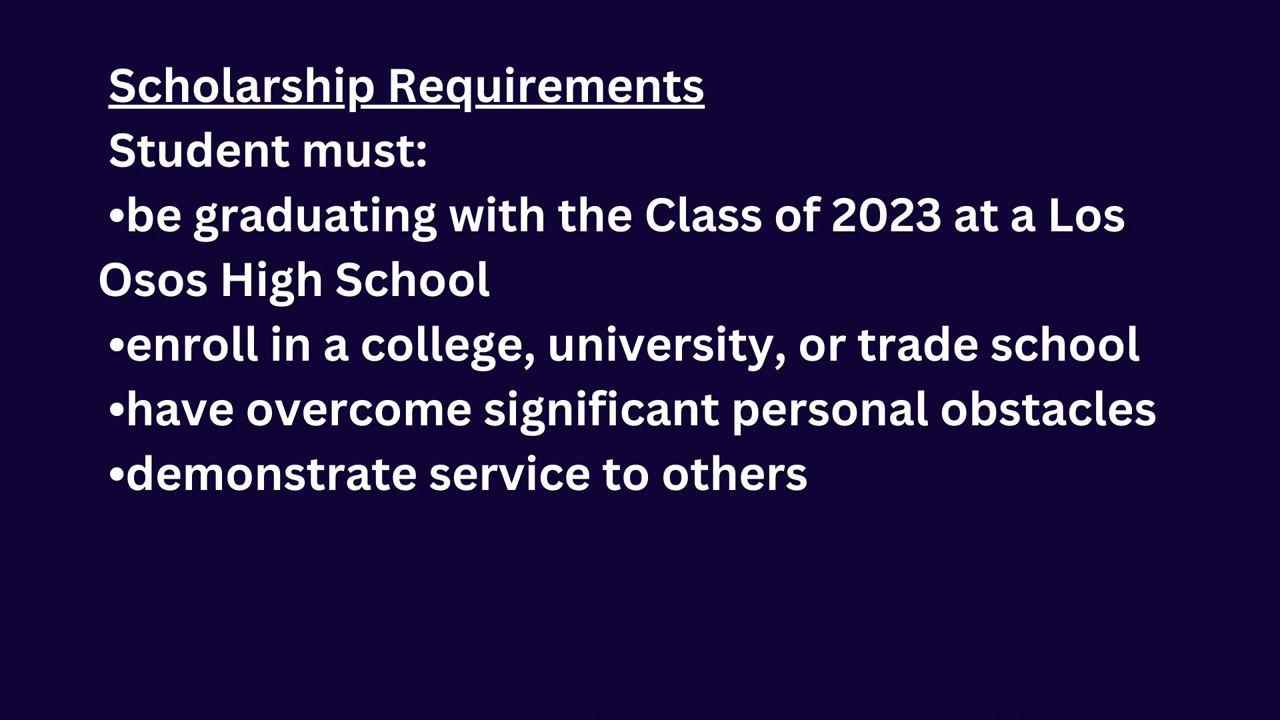 Scholarship Requirements
Student must:
•be graduating with the Class of 2023 at a Los
Osos High School
•enroll in a college, university, or trade school
•have overcome significant personal obstacles
•demonstrate service to others